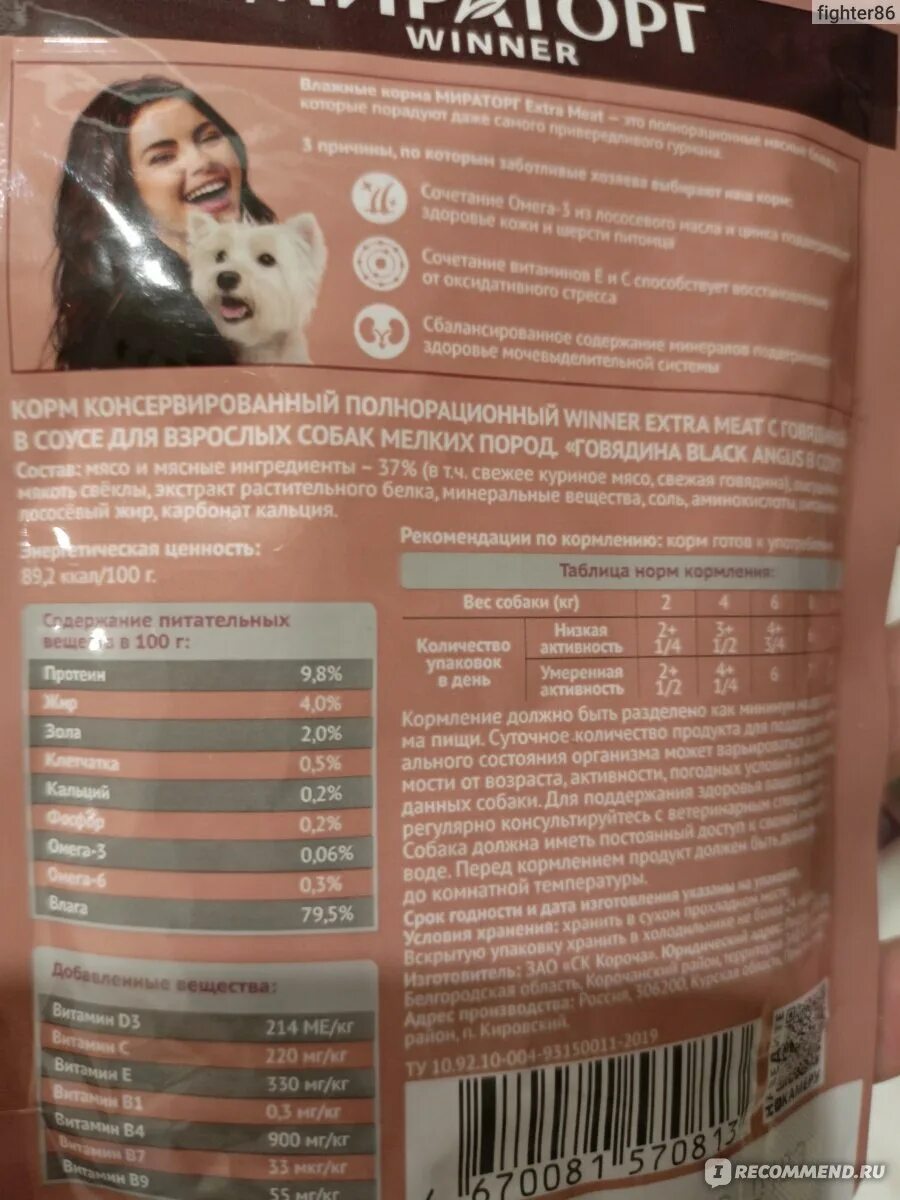 fighter86
МИРАТОРГ
WINNER
Влажные корма МИРАТОРГ Extra Meat — это полнорационные мясные
которые порадуют даже самого привередливого гурмана.
3 причины, по которым заботливые хозяева выбирают наш корм:
Сочетание Омега-3 из лососевого масла и цинка
здоровье кожи и шерсти питомца
Сочетание витаминов Е и С способствует
от оксидативного стресса
Сбалансированное содержание минералов
здоровье мочевыделительной системы
КОРМ КОНСЕРВИРОВАННЫЙ ПОЛНОРАЦИОННЫЙ WINNER EXTRA MEAT С
В СОУСЕ ДЛЯ ВЗРОСЛЫХ СОБАК МЕЛКИХ ПОРОД. «ГОВЯДИНА BLACK ANGUS В
Состав: мясо и мясные ингредиенты – 37% (в т.ч. свежее куриное мясо, свежая говядина),
мякоть свёклы, экстракт растительного белка, минеральные вещества, соль, аминокислоты,
лососёвый жир, карбонат кальция.
Энергетическая ценность:
89,2 ккал/100 г.
Содержание питательных
веществ в 100 г:
Протеин 9,8%
Жир 4,0%
Зола 2,0%
Клетчатка 0,5%
Кальций 0,2%
Фосфор 0,2%
Омега-3 0,06%
Омега-6 0,3%
Влага 79,5%
Добавленные вещества:
Витамин D3 214 МЕ/кг
Витамин С 220 мг/кг
Витамин Е 330 мг/кг
Витамин В1 0,3 мг/кг
Витамин В4 900 мг/кг
Витамин В7 33 мкг/кг
Витамин В9 55 мг/кг
Рекомендации по кормлению: корм готов к
Таблица норм кормления:
Вес собаки (кг) 2 4 6
Количество упаковок в день
Низкая активность 2+ 1/4 3+ 1/2 4+ 3/4
Умеренная активность 2+ 1/2 4+ 1/4 6
Кормление должно быть разделено как минимум на
ма пищи. Суточное количество продукта для
ального состояния организма может варьироваться
мости от возраста, активности, погодных условий и
данных собаки. Для поддержания здоровья
регулярно консультируйтесь с ветеринарным
Собака должна иметь постоянный доступ к свежей
воде. Перед кормлением продукт должен быть
до комнатной температуры.
Срок годности и дата изготовления указаны на упаковке.
Условия хранения: хранить в сухом прохладном месте.
Вскрытую упаковку хранить в холодильнике не более
Изготовитель: ЗАО «СК Короча». Юридический адрес:
Белгородская область, Корочанский район, территория
Адрес производства: Россия, 306200, Курская область,
район, п. Кировский.
ТУ 10.92.10-004-93150011-2019
4 670081 570813
НА КАМЕРУ
IRECOMMEND.RU